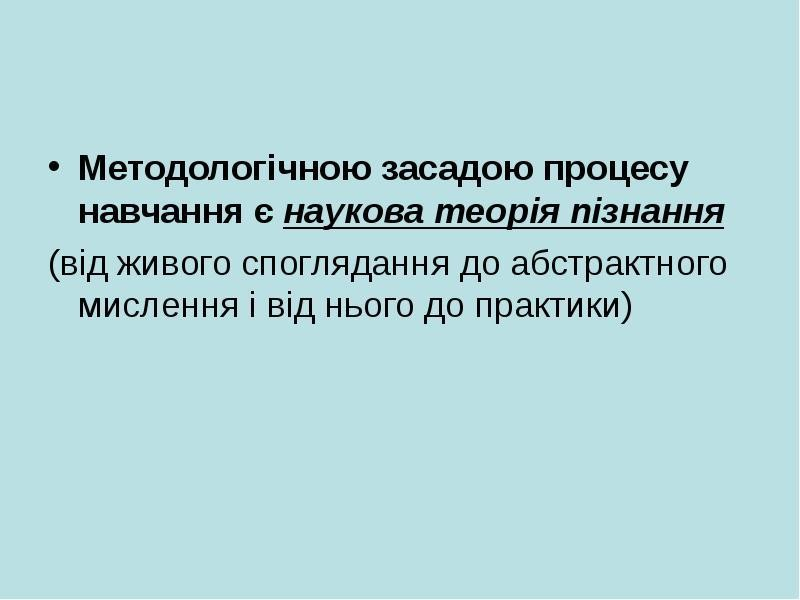 • Методологічною засадою процесу
навчання є наукова теорія пізнання
(від живого споглядання до абстрактного
мислення і від нього до практики)